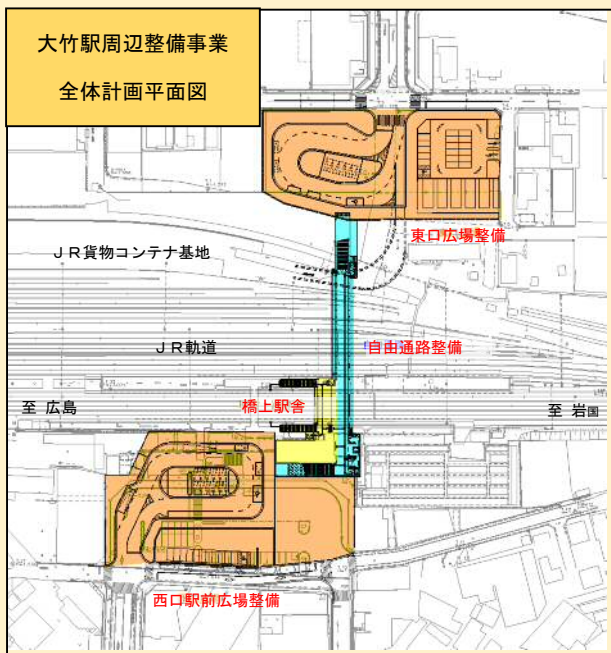 大竹駅周辺整備事業
全体計画平面図
東口広場整備
JR貨物コンテナ基地
JR軌道
自由通路整備
至 広島
橋上駅舎
至 岩国
西口駅前広場整備